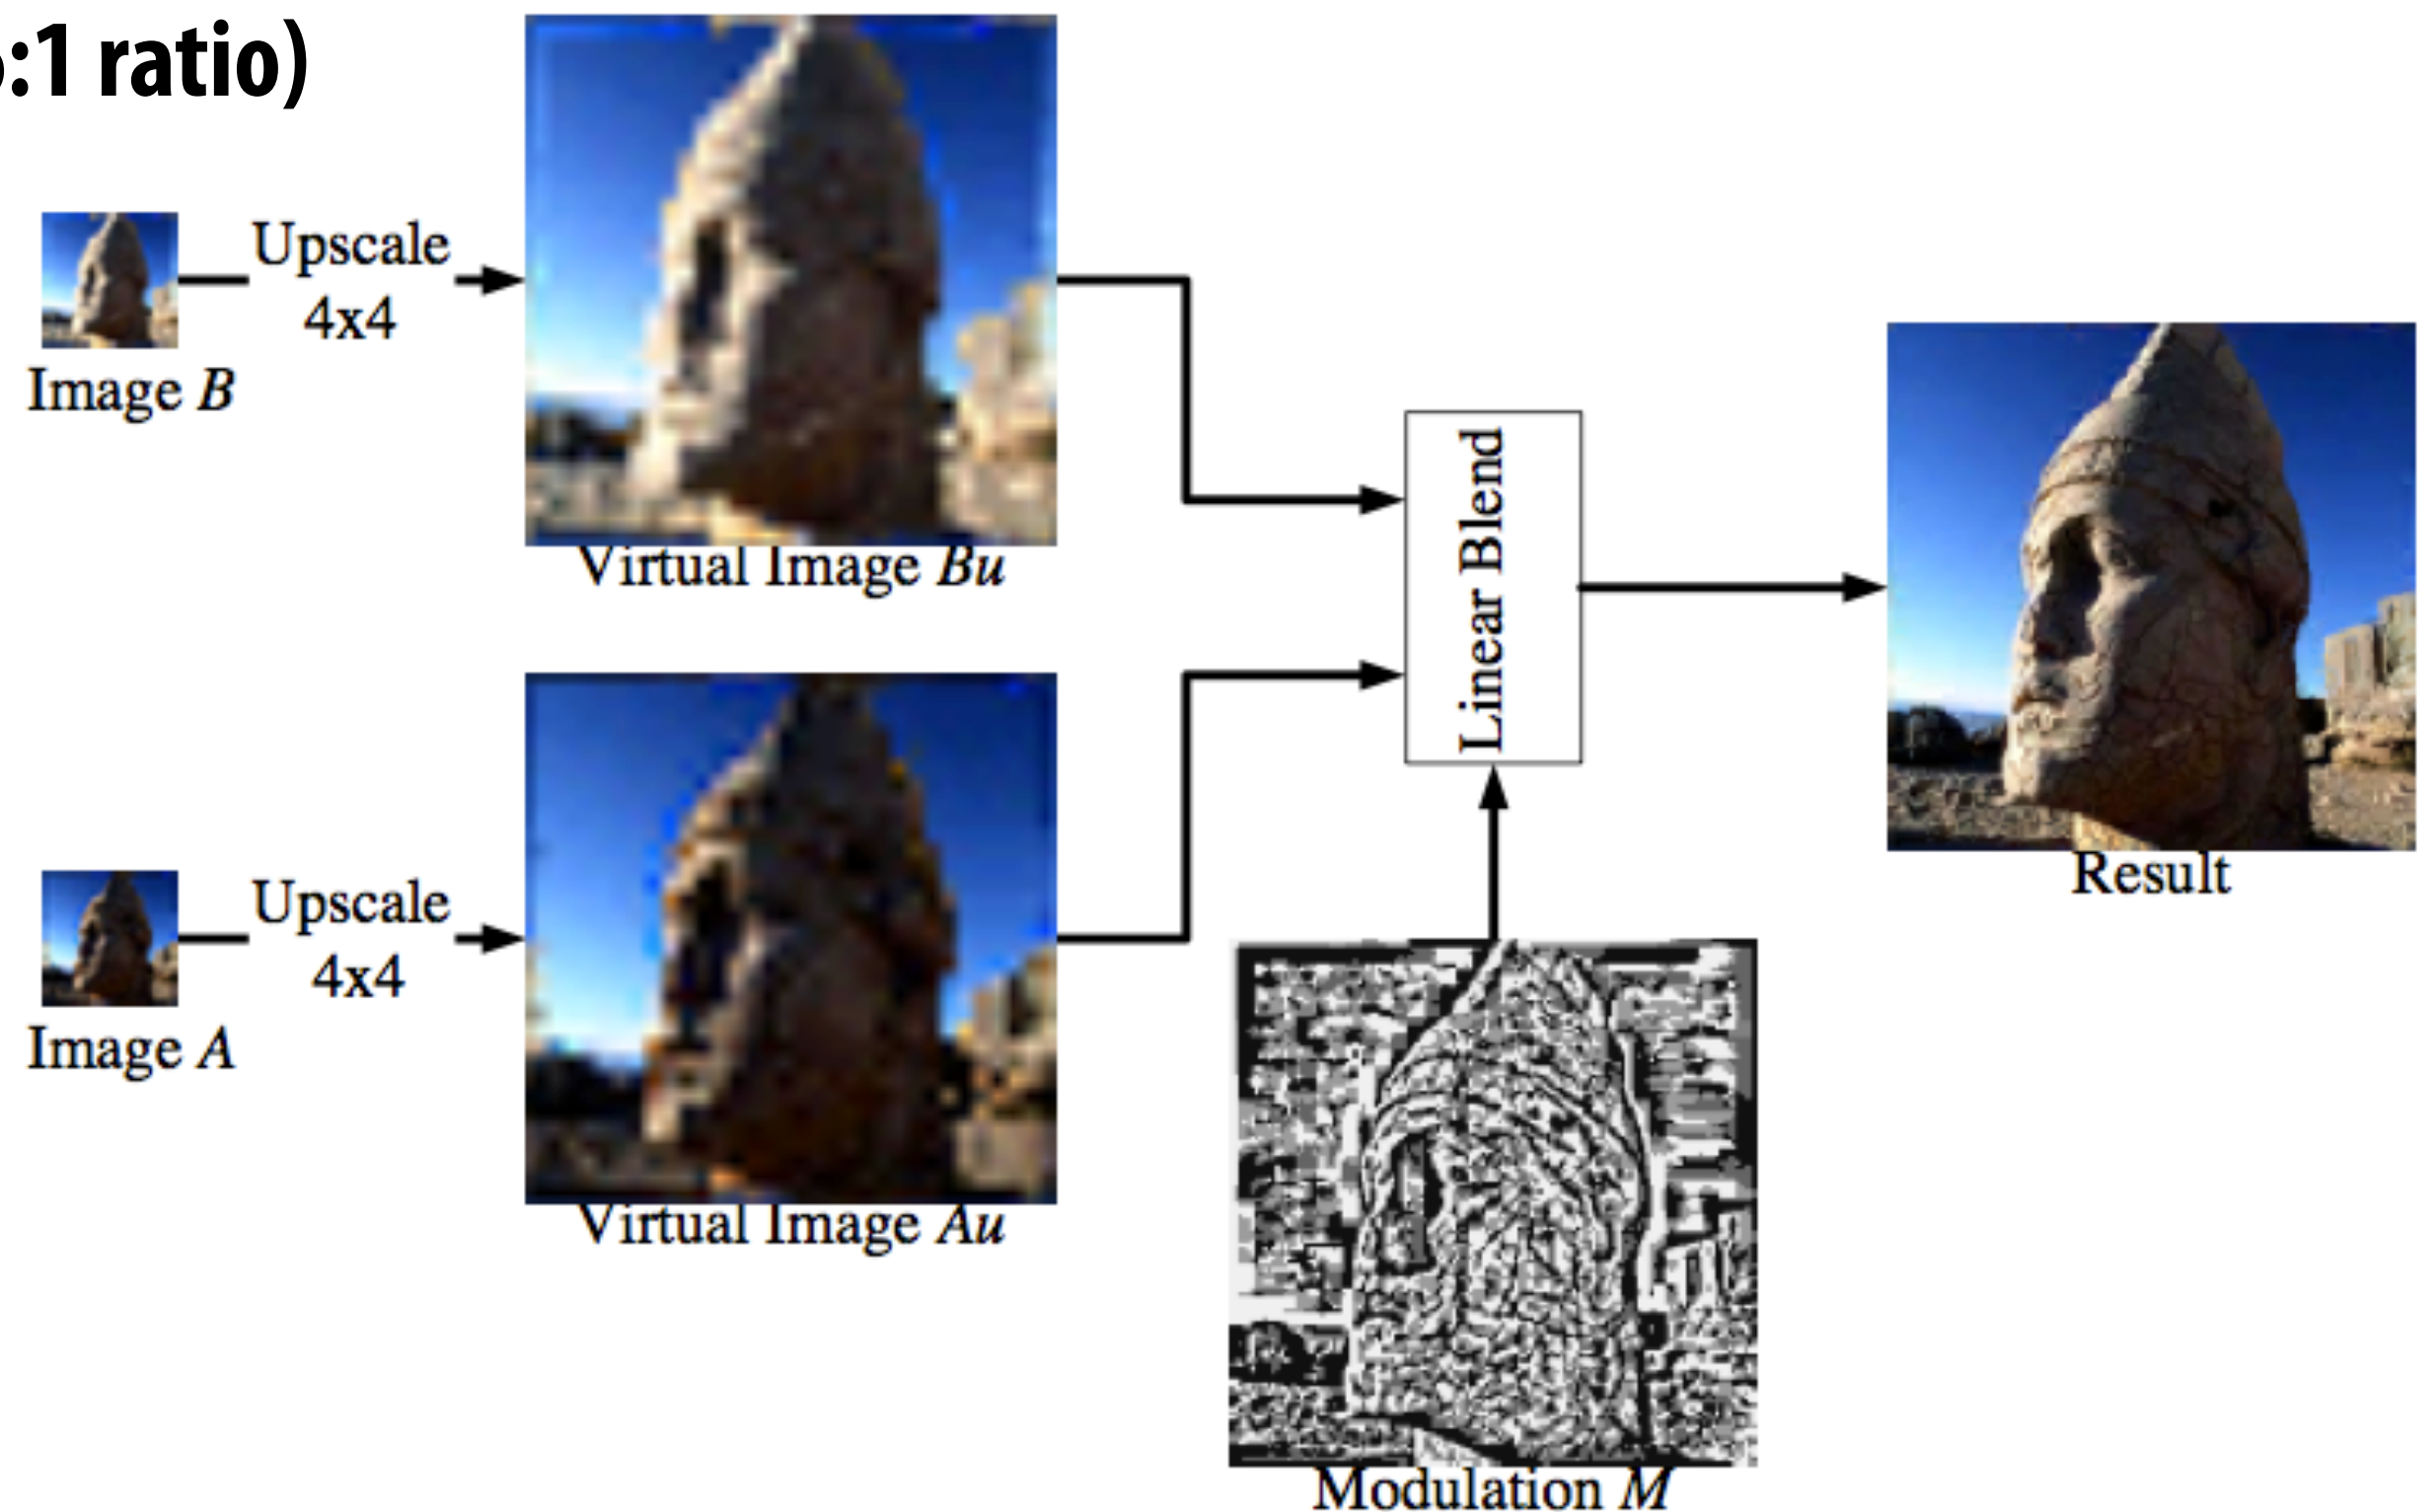 :1 ratio)
Upscale
4x4
Image B
Virtual Image Bu
Linear Blend
Result
Upscale
4x4
Image A
Virtual Image Au
Modulation M